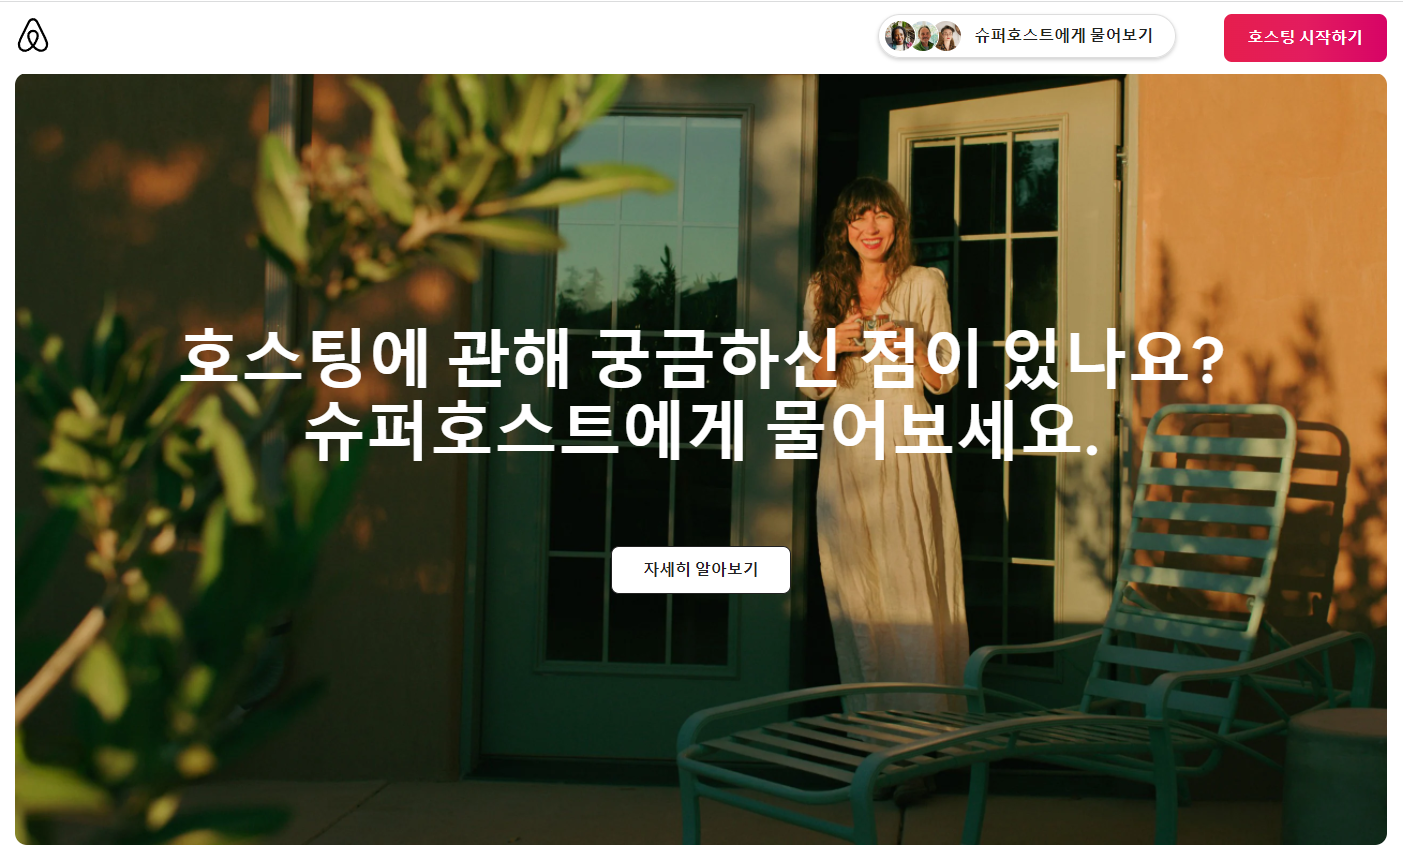 슈퍼호스트에게 물어보기
호스팅 시작하기
호스팅에 관해 궁금하신 점이 있나요?
슈퍼호스트에게 물어보세요.
자세히 알아보기